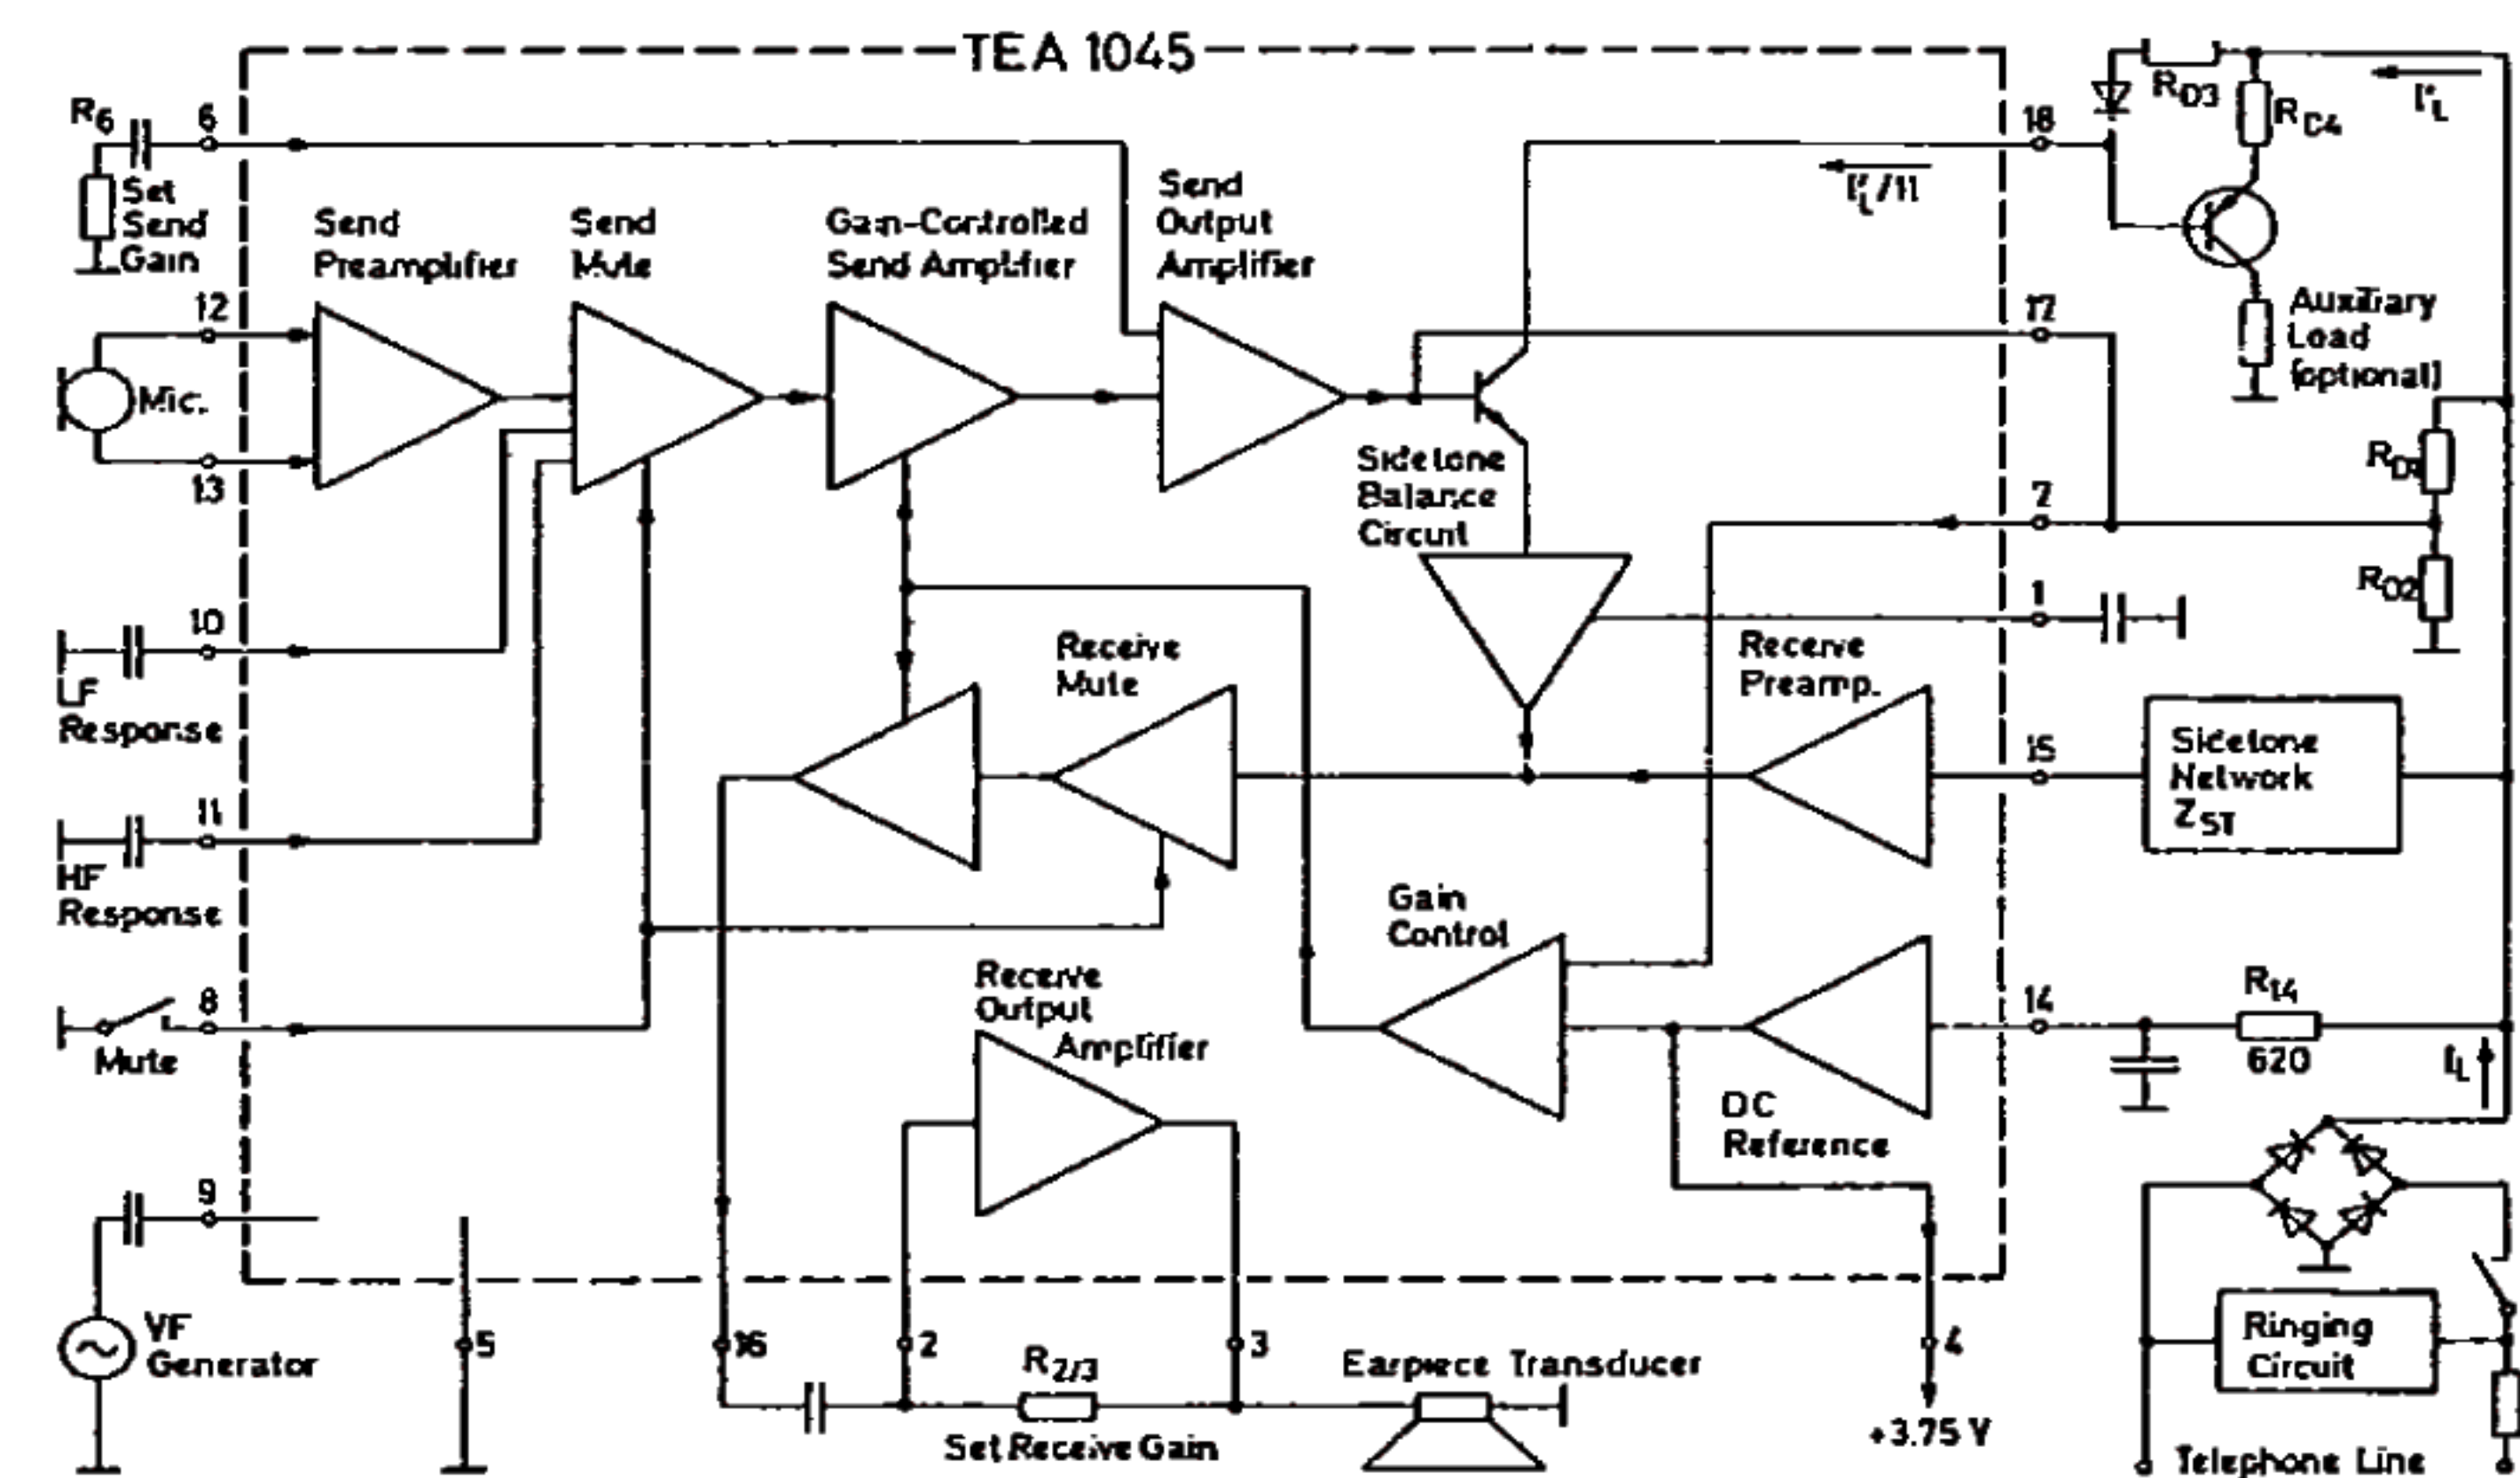 TEA 1045
R6
6
Set
Send
Gain
12
Mic.
13
10
LF
Response
11
HF
Response
8
Mute
9
VF
Generator
5
Send
Preamplifier
Send
Mute
Gain-Controlled
Send Amplifier
Send
Output
Amplifier
Sidetone
Balance
Circuit
Receive
Mute
Receive
Preamp.
Gain
Control
DC
Reference
Receive
Output
Amplifier
16
2
R2/3
3
Set Receive Gain
Earpiece Transducer
4
+3.75 V
18
I'L/11
17
7
1
15
14
RD3
RD4
I'L
Auxiliary
Load
(optional)
RD1
RD2
Sidetone
Network
ZST
R14
620
IL
Ringing
Circuit
Telephone Line